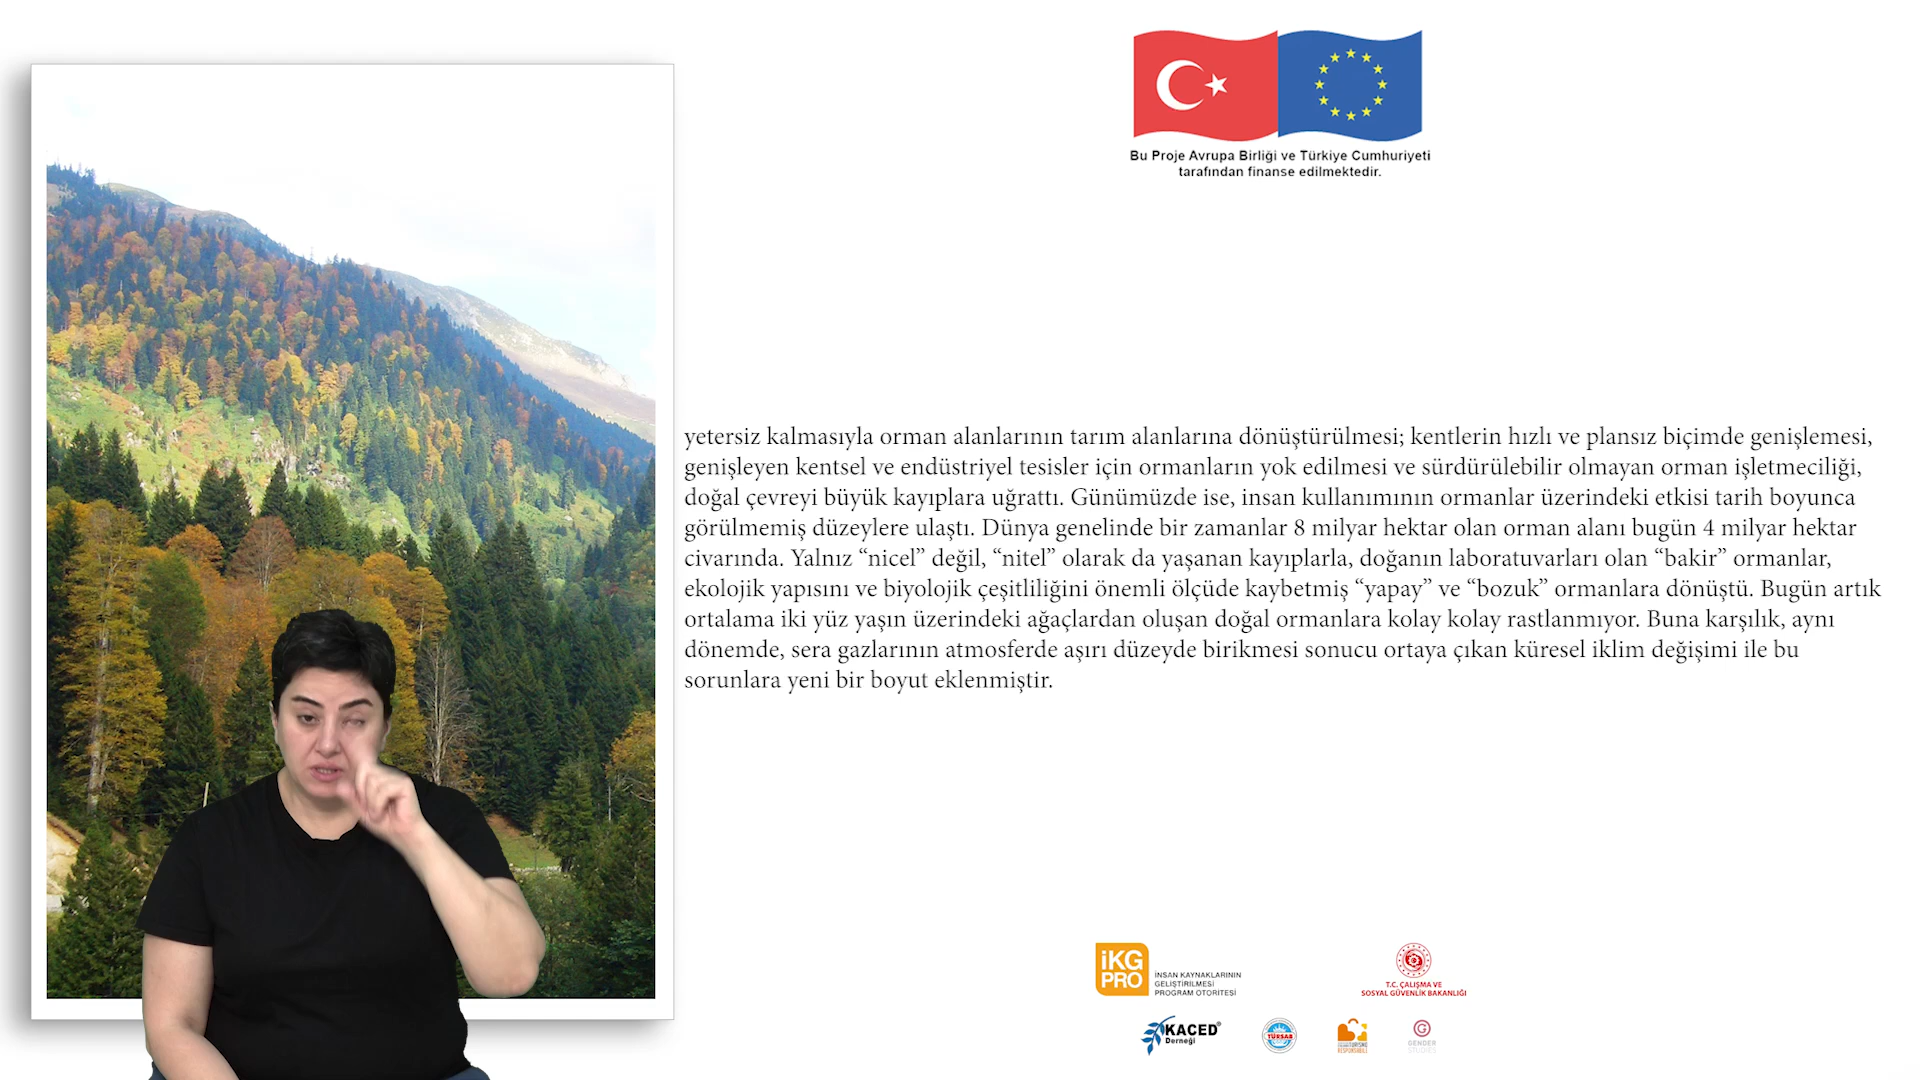 Bu Proje Avrupa Birliği ve Türkiye Cumhuriyeti
tarafından finanse edilmektedir.
yetersiz kalmasıyla orman alanlarının tarım alanlarına dönüştürülmesi; kentlerin hızlı ve plansız biçimde genişlemesi,
genişleyen kentsel ve endüstriyel tesisler için ormanların yok edilmesi ve sürdürülebilir olmayan orman işletmeciliği,
doğal çevreyi büyük kayıplara uğrattı. Günümüzde ise, insan kullanımının ormanlar üzerindeki etkisi tarih boyunca
görülmemiş düzeylere ulaştı. Dünya genelinde bir zamanlar 8 milyar hektar olan orman alanı bugün 4 milyar hektar
civarında. Yalnız “nicel” değil, “nitel” olarak da yaşanan kayıplarla, doğanın laboratuvarları olan “bakir” ormanlar,
ekolojik yapısını ve biyolojik çeşitliliğini önemli ölçüde kaybetmiş “yapay” ve “bozuk” ormanlara dönüştü. Bugün artık
ortalama iki yüz yaşın üzerindeki ağaçlardan oluşan doğal ormanlara kolay kolay rastlanmıyor. Buna karşılık, aynı
dönemde, sera gazlarının atmosferde aşırı düzeyde birikmesi sonucu ortaya çıkan küresel iklim değişimi ile bu
sorunlara yeni bir boyut eklenmiştir.
iKG
PRO
İNSAN KAYNAKLARININ
GELİŞTİRİLMESİ
PROGRAM OTORİTESİ
T.C. ÇALIŞMA VE
SOSYAL GÜVENLİK BAKANLIĞI
KACED®
Derneği
TÜRSAB
RESPONSABILE
G
GENDER
STUDIES